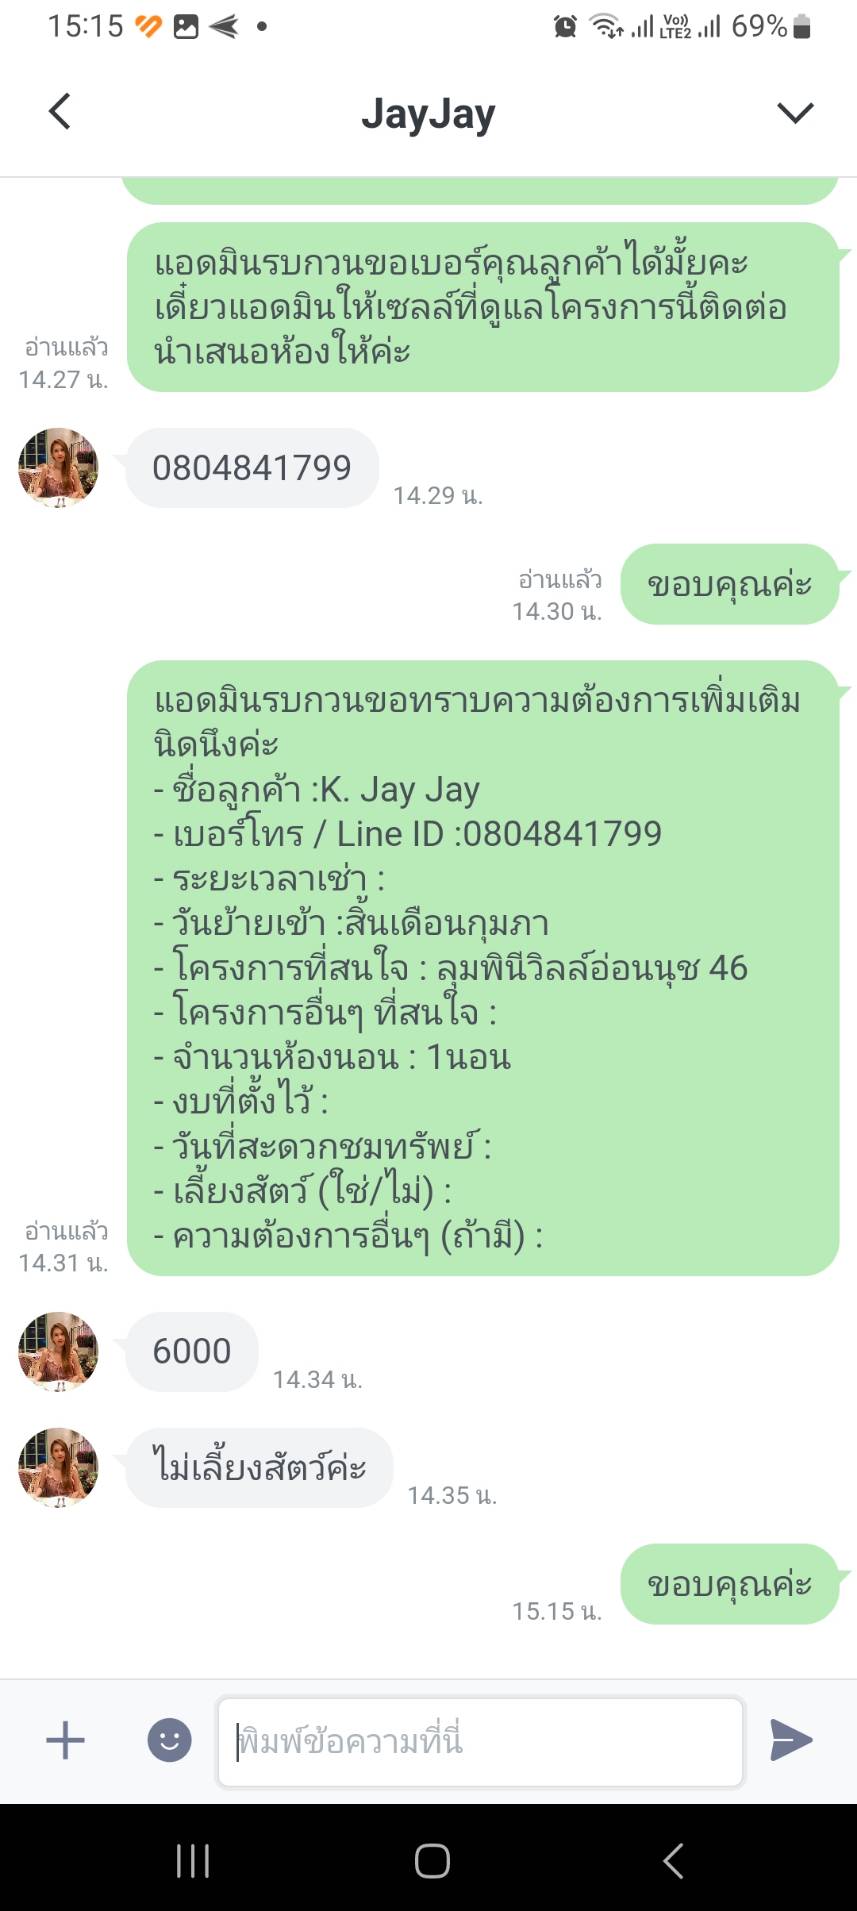 15:15
Vo))
LTE2
69%
JayJay
แอดมินรบกวนขอเบอร์คุณลูกค้าได้มั้ยคะ
เดี๋ยวแอดมินให้เซลล์ที่ดูแลโครงการนี้ติดต่อ
นำเสนอห้องให้ค่ะ
อ่านแล้ว
14.27 น.
0804841799
14.29 น.
ขอบคุณค่ะ
อ่านแล้ว
14.30 น.
แอดมินรบกวนขอทราบความต้องการเพิ่มเติม
นิดนึงค่ะ
- ชื่อลูกค้า :K. Jay Jay
- เบอร์โทร / Line ID :0804841799
- ระยะเวลาเช่า :
- วันย้ายเข้า :สิ้นเดือนกุมภา
- โครงการที่สนใจ : ลุมพินีวิลล์อ่อนนุช 46
- โครงการอื่นๆ ที่สนใจ :
- จำนวนห้องนอน : 1นอน
- งบที่ตั้งไว้ :
- วันที่สะดวกชมทรัพย์ :
- เลี้ยงสัตว์ (ใช่/ไม่) :
- ความต้องการอื่นๆ (ถ้ามี) :
อ่านแล้ว
14.31 น.
6000
14.34 น.
ไม่เลี้ยงสัตว์ค่ะ
14.35 น.
ขอบคุณค่ะ
15.15 น.
พิมพ์ข้อความที่นี่